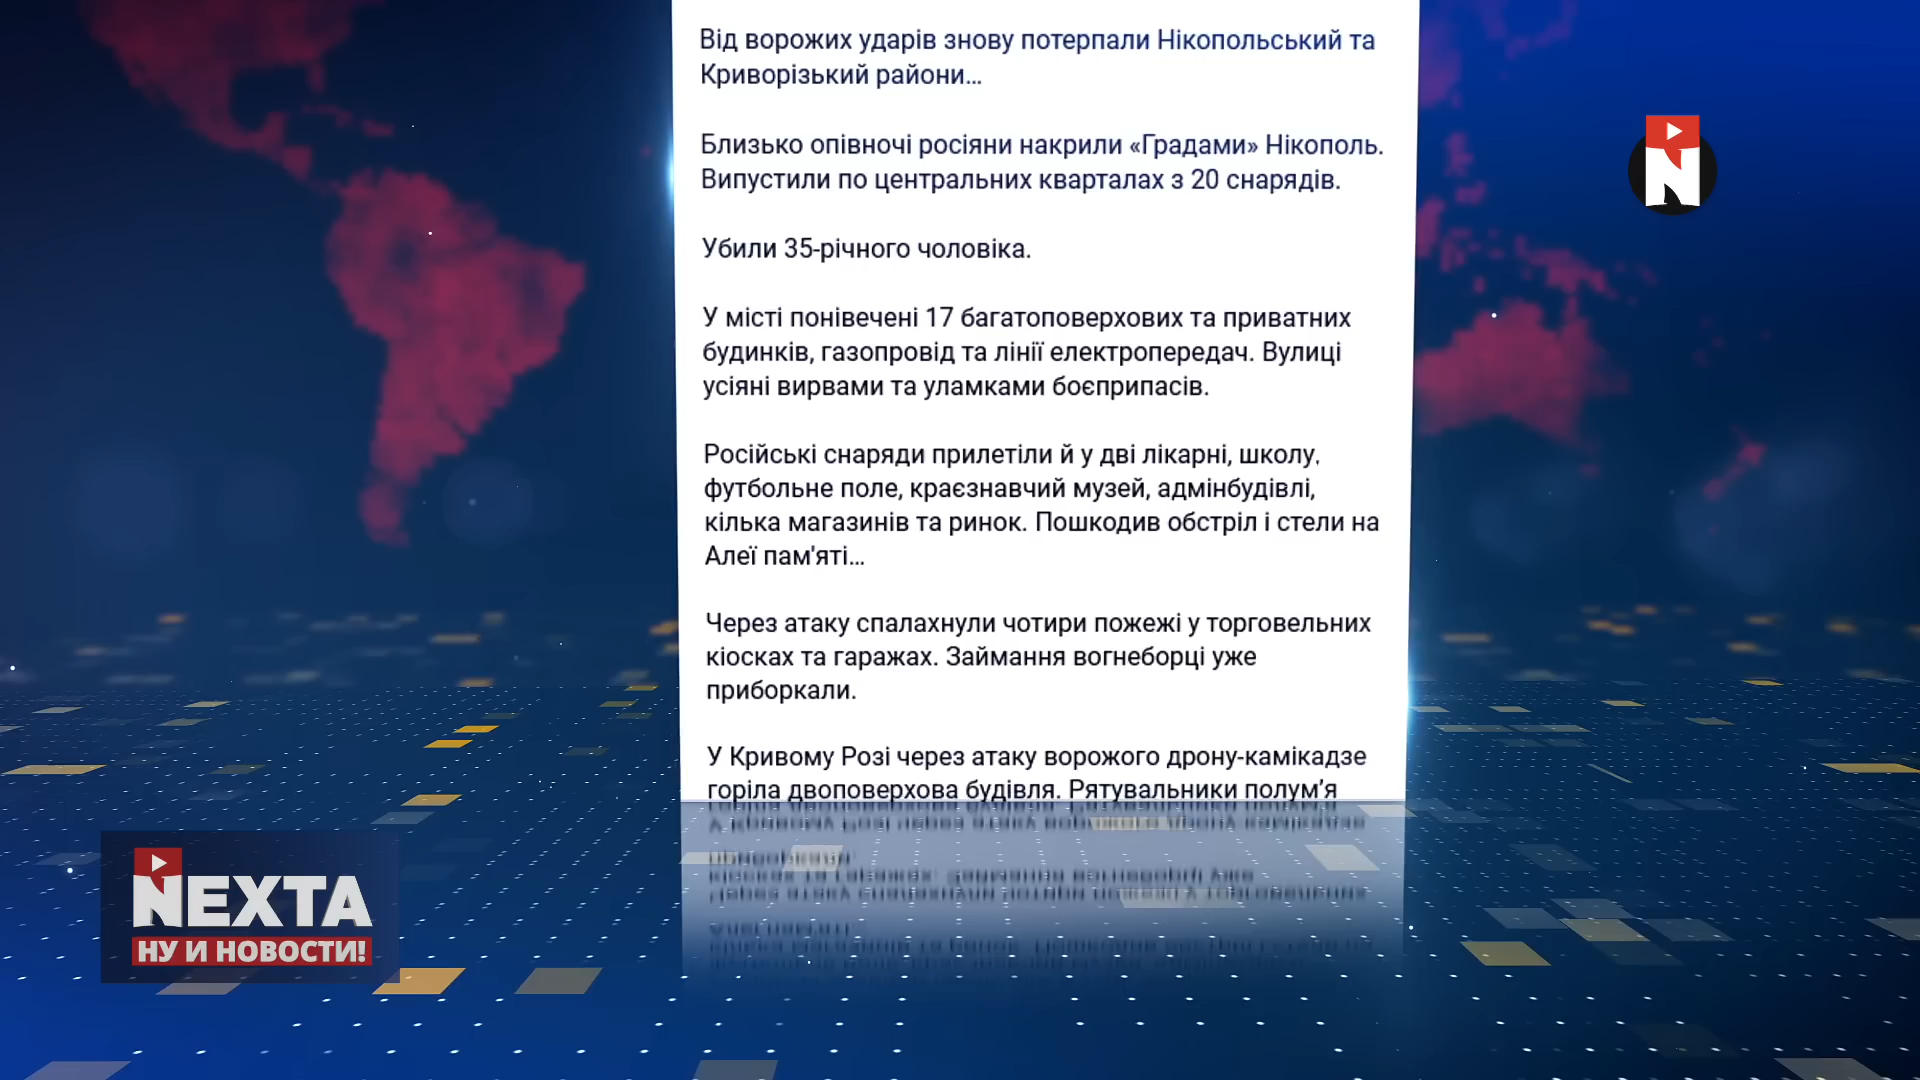 Від ворожих ударів знову потерпали Нікопольський та
Криворізький райони...
Близько опівночі росіяни накрили «Градами» Нікополь.
Випустили по центральних кварталах з 20 снарядів.
Убили 35-річного чоловіка.
У місті понівечені 17 багатоповерхових та приватних
будинків, газопровід та лінії електропередач. Вулиці
усіяні вирвами та уламками боєприпасів.
Російські снаряди прилетіли й у дві лікарні, школу,
футбольне поле, краєзнавчий музей, адмінбудівлі,
кілька магазинів та ринок. Пошкодив обстріл і стели на
Алеї пам'яті...
Через атаку спалахнули чотири пожежі у торговельних
кіосках та гаражах. Займання вогнеборці уже
приборкали.
У Кривому Розі через атаку ворожого дрону-камікадзе
горіла двоповерхова будівля. Рятувальники полум’я
N
NEXTA
НУ И НОВОСТИ!